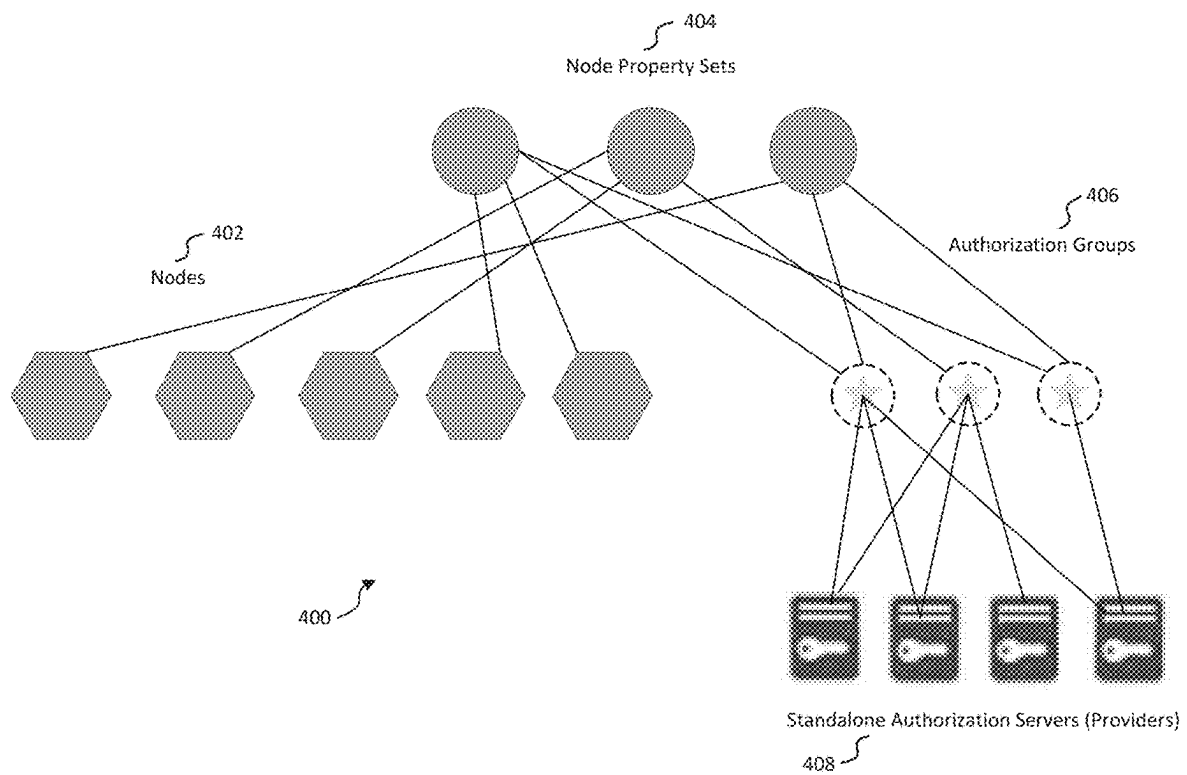 404
Node Property Sets
406
Authorization Groups
402
Nodes
400
Standalone Authorization Servers (Providers)
408